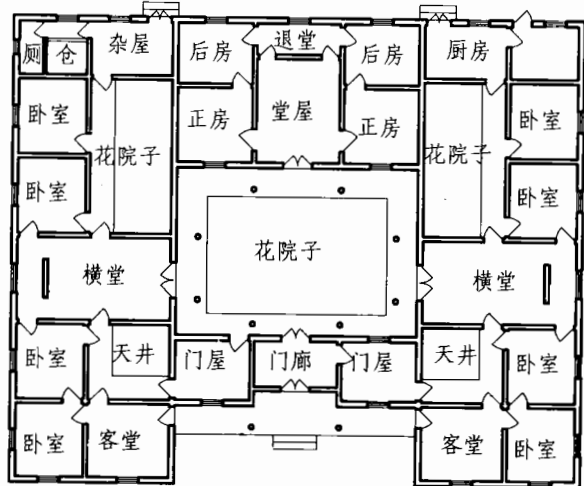 厕 仓 杂屋 后房 退堂 后房 厨房
卧室 正房 堂屋 正房 卧室
花院子 花院子
卧室 卧室
花院子
横堂 横堂
卧室 天井 门屋 门廊 门屋 天井 卧室
卧室 客堂 客堂 卧室